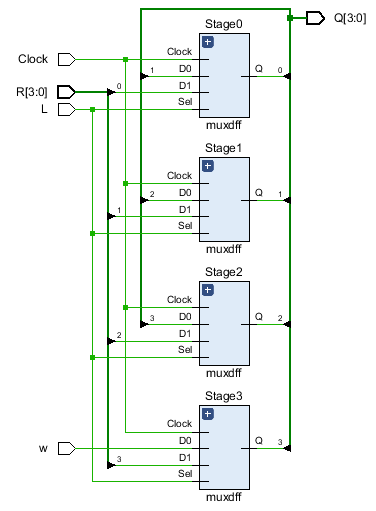 Stage0
Q[3:0]
Clock
Clock
D0
1
Q
0
R[3:0]
0
D1
L
Sel
muxdff
Stage1
Clock
2
D0
Q
1
1
D1
Sel
muxdff
Stage2
Clock
3
D0
Q
2
2
D1
Sel
muxdff
Stage3
Clock
w
D0
Q
3
3
D1
Sel
muxdff